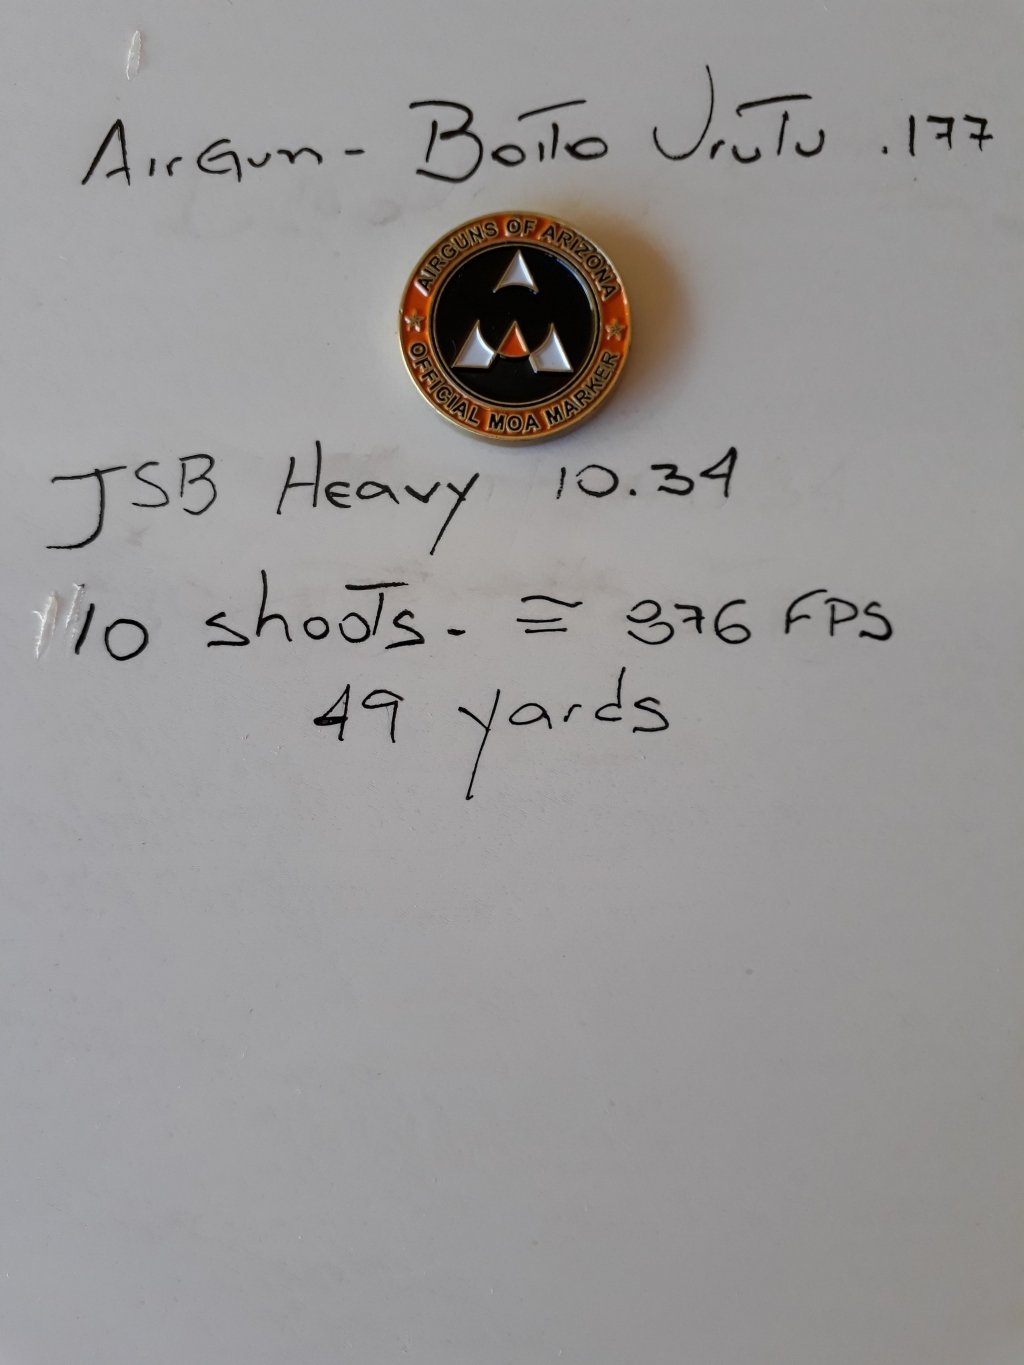 AirGun - Boito Urutu .177
AIRGUNS OF ARIZONA
OFFICIAL MOA MARKER
JSB Heavy 10.34
10 shooTs. ≅ FPS
49 yards